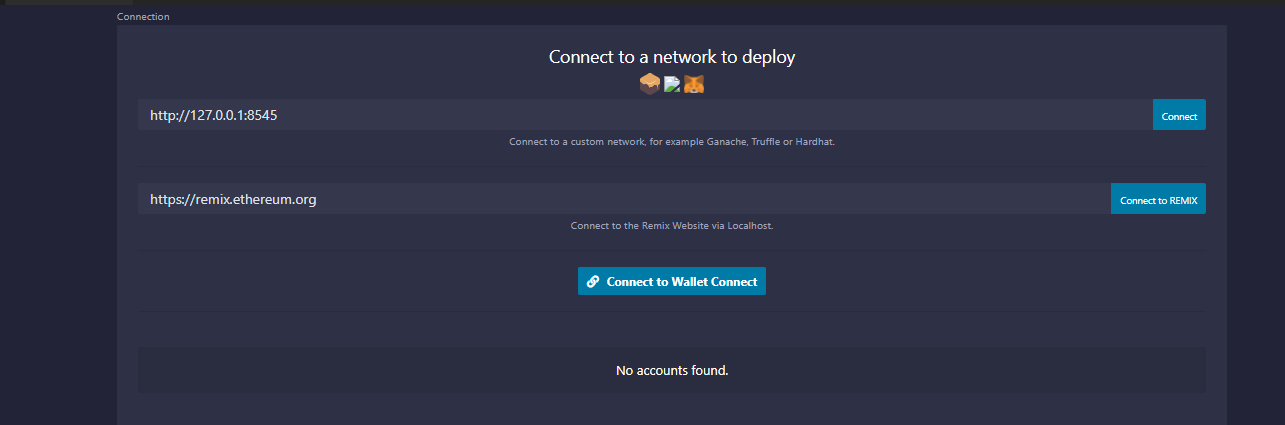 Connection
Connect to a network to deploy
http://127.0.0.1:8545
Connect
Connect to a custom network, for example Ganache, Truffle or Hardhat.
https://remix.ethereum.org
Connect to REMIX
Connect to the Remix Website via Localhost.
Connect to Wallet Connect
No accounts found.